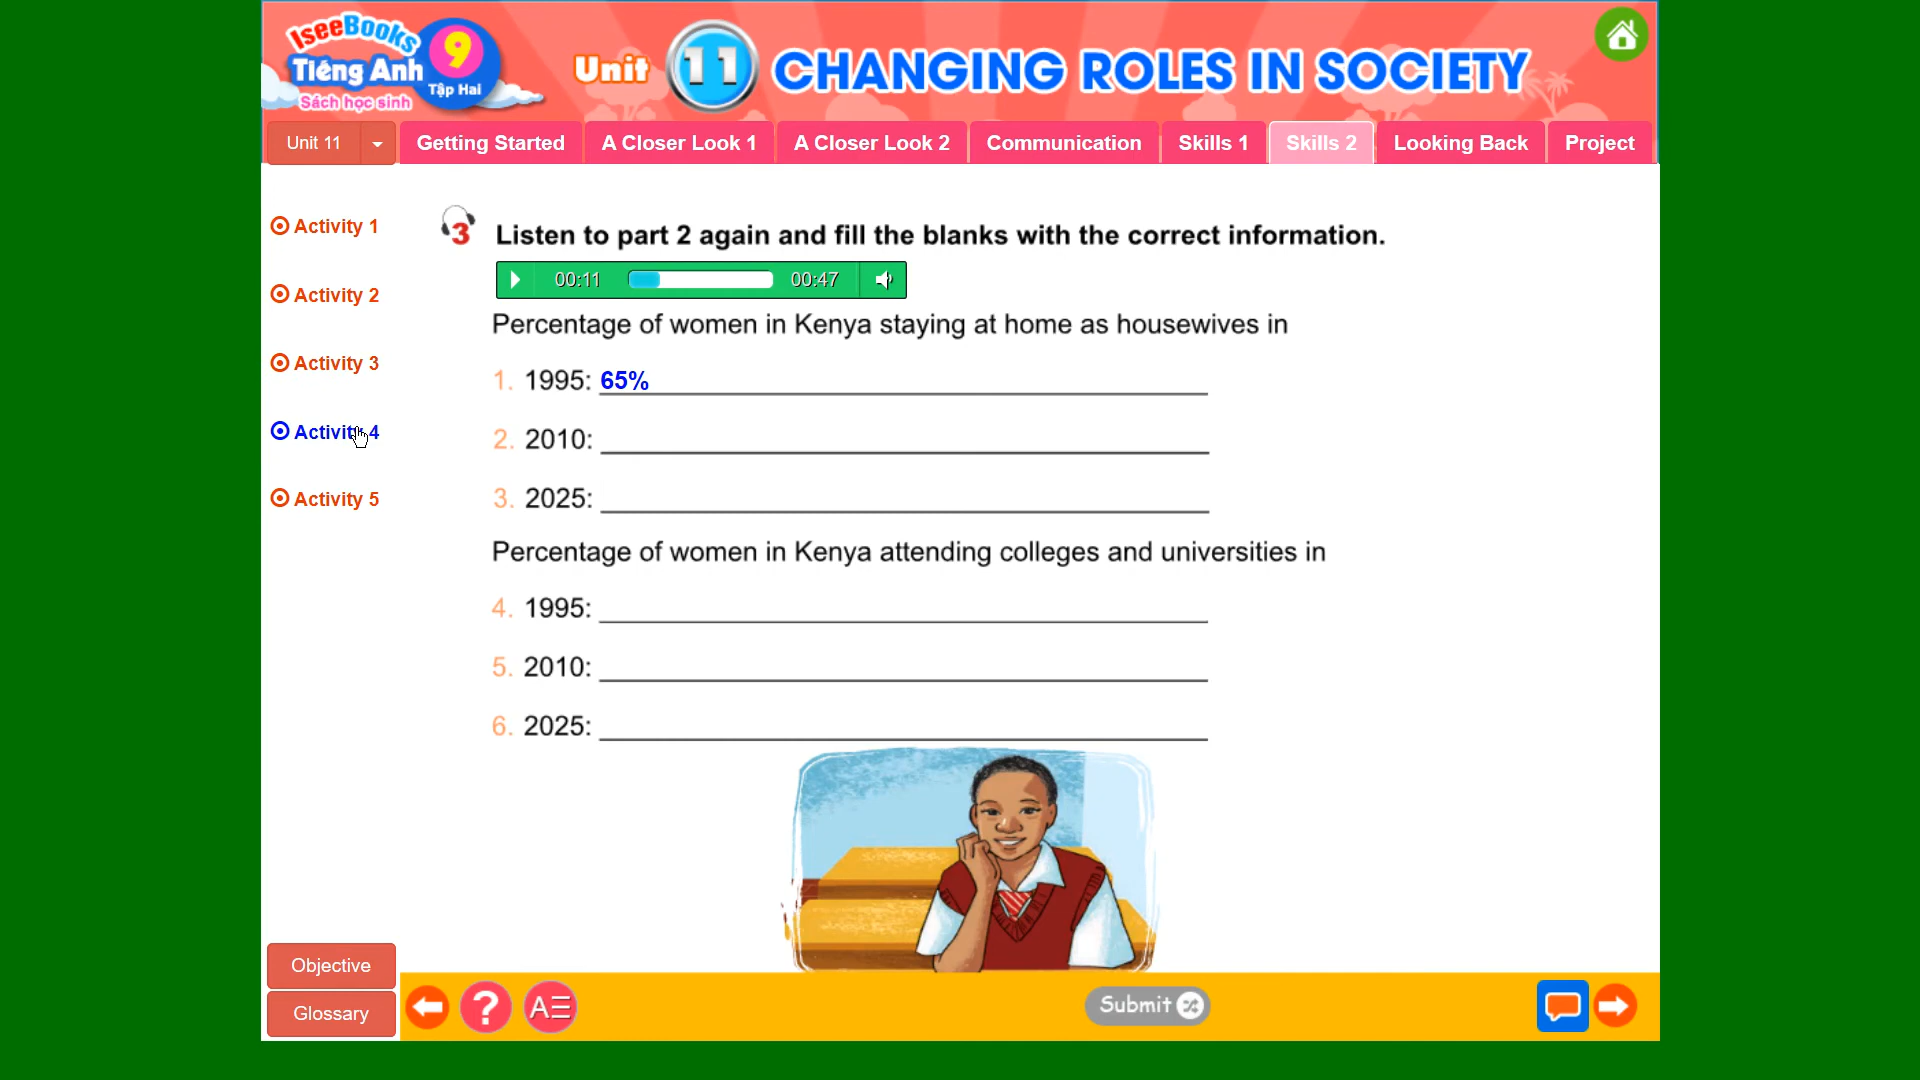 IseeBooks
Tiếng Anh 9
Tập Hai
Sách học sinh
Unit 11 CHANGING ROLES IN SOCIETY
Unit 11 Getting Started A Closer Look 1 A Closer Look 2 Communication Skills 1 Skills 2 Looking Back Project
Activity 1
Activity 2
Activity 3
Activity 4
Activity 5
3 Listen to part 2 again and fill the blanks with the correct information.
00:11 00:47
Percentage of women in Kenya staying at home as housewives in
1. 1995: 65%
2. 2010:
3. 2025:
Percentage of women in Kenya attending colleges and universities in
4. 1995:
5. 2010:
6. 2025:
Objective
Glossary
? A Submit